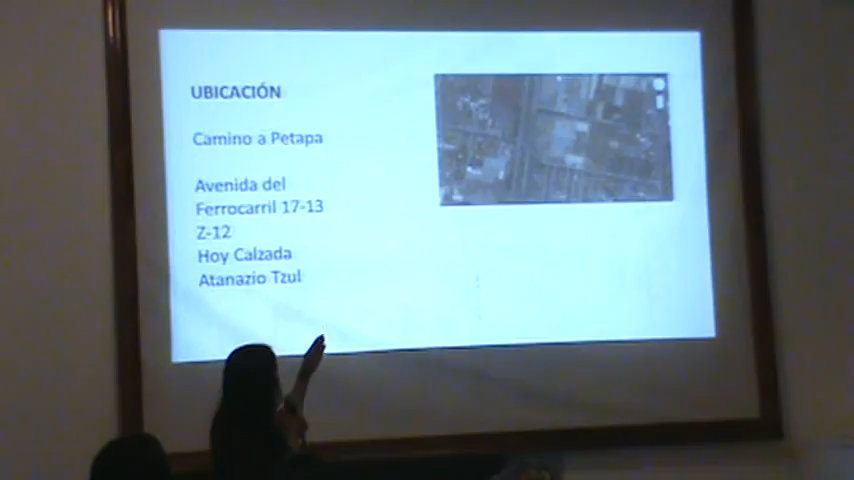 UBICACIÓN
Camino a Petapa
Avenida del
Ferrocarril 17-13
Z-12
Hoy Calzada
Atanazio Tzul